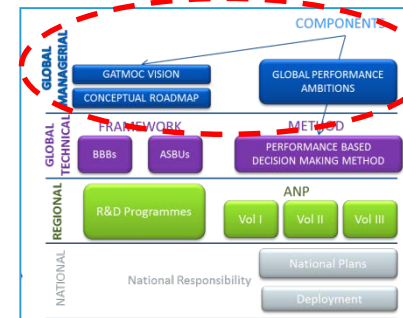 COMPONENTS
GLOBAL
MANAGERIAL
GATMOC VISION
CONCEPTUAL ROADMAP
GLOBAL PERFORMANCE
AMBITIONS
GLOBAL
TECHNICAL
FRAMEWORK
METHOD
BBBs
ASBUs
PERFORMANCE BASED
DECISION MAKING METHOD
REGIONAL
R&D Programmes
ANP
Vol I
Vol II
Vol III
NATIONAL
National Responsibility
National Plans
Deployment